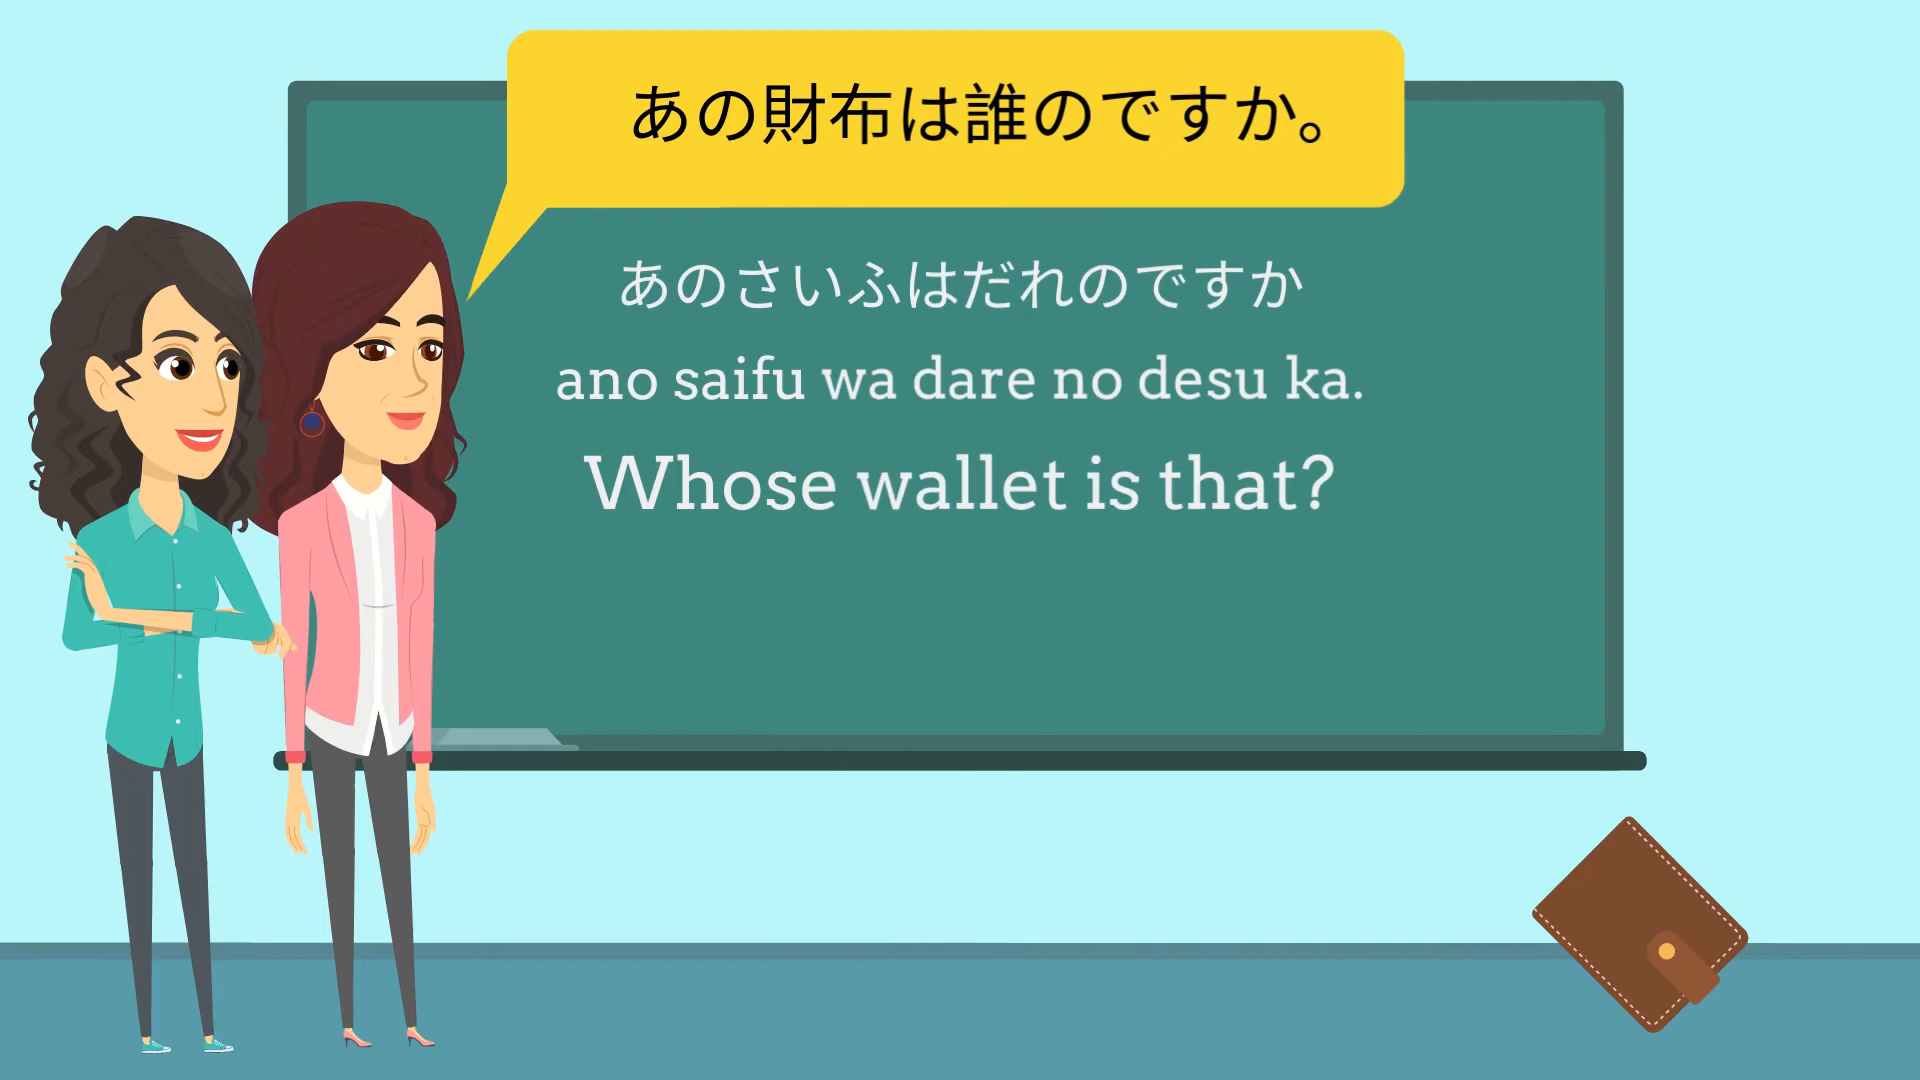 あの財布は誰のですか。
あのさいふはだれのですか
ano saifu wa dare no desu ka.
Whose wallet is that?